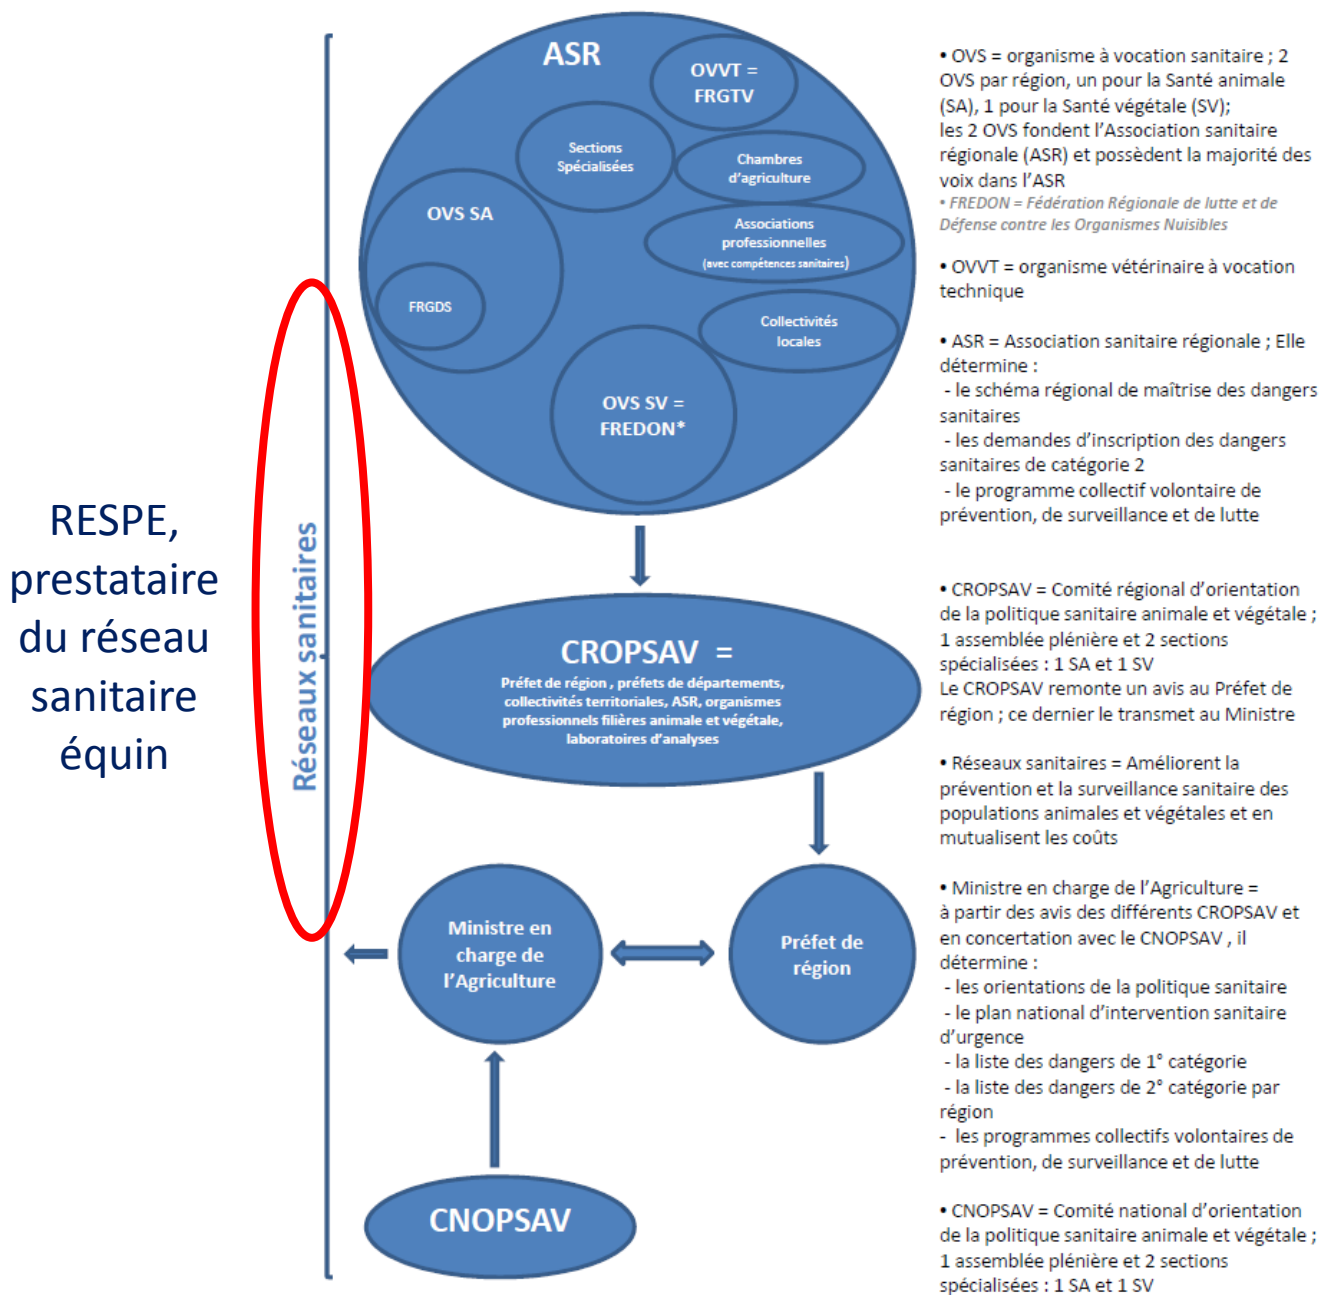 RESPE,
prestataire
du réseau
sanitaire
équin
Réseaux sanitaires
ASR
OVVT =
FRGTV
Sections
Spécialisées
Chambres
d'agriculture
OVS SA
Associations
professionnelles
(avec compétences sanitaires)
FRGDS
Collectivités
locales
OVS SV =
FREDON*
CROPSAV =
Préfet de région , préfets de départements,
collectivités territoriales, ASR, organismes
professionnels filières animale et végétale,
laboratoires d'analyses
Ministre en
charge de
l'Agriculture
Préfet de
région
CNOPSAV
• OVS = organisme à vocation sanitaire ; 2
OVS par région, un pour la Santé animale
(SA), 1 pour la Santé végétale (SV);
les 2 OVS fondent l'Association sanitaire
régionale (ASR) et possèdent la majorité des
voix dans l'ASR
• FREDON = Fédération Régionale de lutte et de
Défense contre les Organismes Nuisibles
• OVVT = organisme vétérinaire à vocation
technique
• ASR = Association sanitaire régionale ; Elle
détermine :
- le schéma régional de maîtrise des dangers
sanitaires
- les demandes d'inscription des dangers
sanitaires de catégorie 2
- le programme collectif volontaire de
prévention, de surveillance et de lutte
• CROPSAV = Comité régional d'orientation
de la politique sanitaire animale et végétale ;
1 assemblée plénière et 2 sections
spécialisées : 1 SA et 1 SV
Le CROPSAV remonte un avis au Préfet de
région ; ce dernier le transmet au Ministre
• Réseaux sanitaires = Améliorent la
prévention et la surveillance sanitaire des
populations animales et végétales et en
mutualisent les coûts
• Ministre en charge de l'Agriculture =
à partir des avis des différents CROPSAV et
en concertation avec le CNOPSAV , il
détermine :
- les orientations de la politique sanitaire
- le plan national d'intervention sanitaire
d'urgence
- la liste des dangers de 1° catégorie
- la liste des dangers de 2° catégorie par
région
- les programmes collectifs volontaires de
prévention, de surveillance et de lutte
• CNOPSAV = Comité national d'orientation
de la politique sanitaire animale et végétale ;
1 assemblée plénière et 2 sections
spécialisées : 1 SA et 1 SV